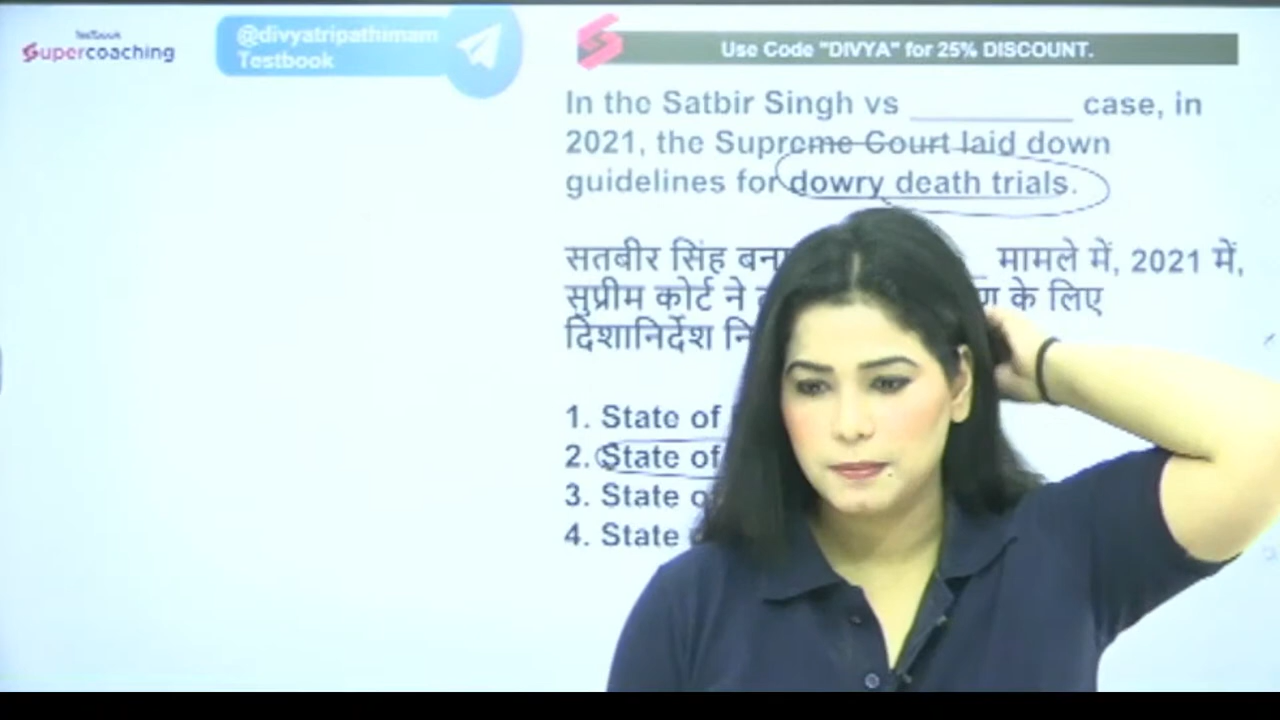 Testbook
Supercoaching
@divyatripathimam
Testbook
Use Code "DIVYA" for 25% DISCOUNT.
In the Satbir Singh vs __________ case, in
2021, the Supreme Court laid down
guidelines for dowry death trials.
सतबीर सिंह मामले में, 2021 में,
सुप्रीम कोर्ट ने के लिए
दिशानिर्देश
1. State of
2. State of
3. State
4. State